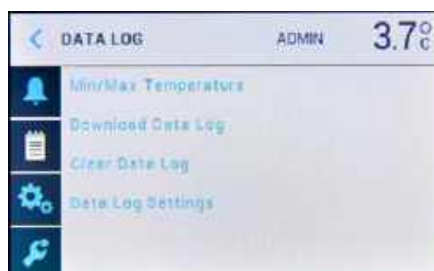 DATA LOG ADMIN 3.7°C
Min/Max Temperature
Download Data Log
Clear Data Log
Data Log Settings